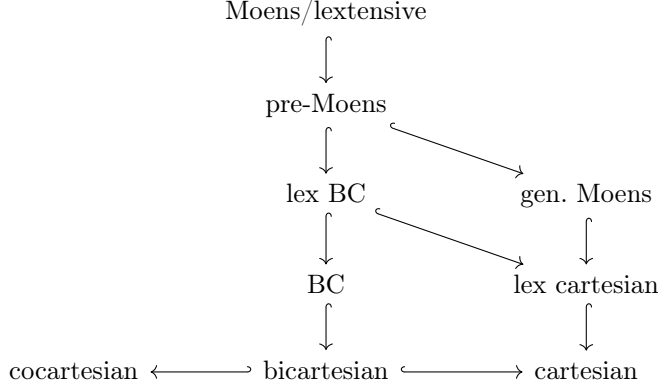 Moens/lextensive
pre-Moens
lex BC
gen. Moens
BC
lex cartesian
cocartesian
bicartesian
cartesian